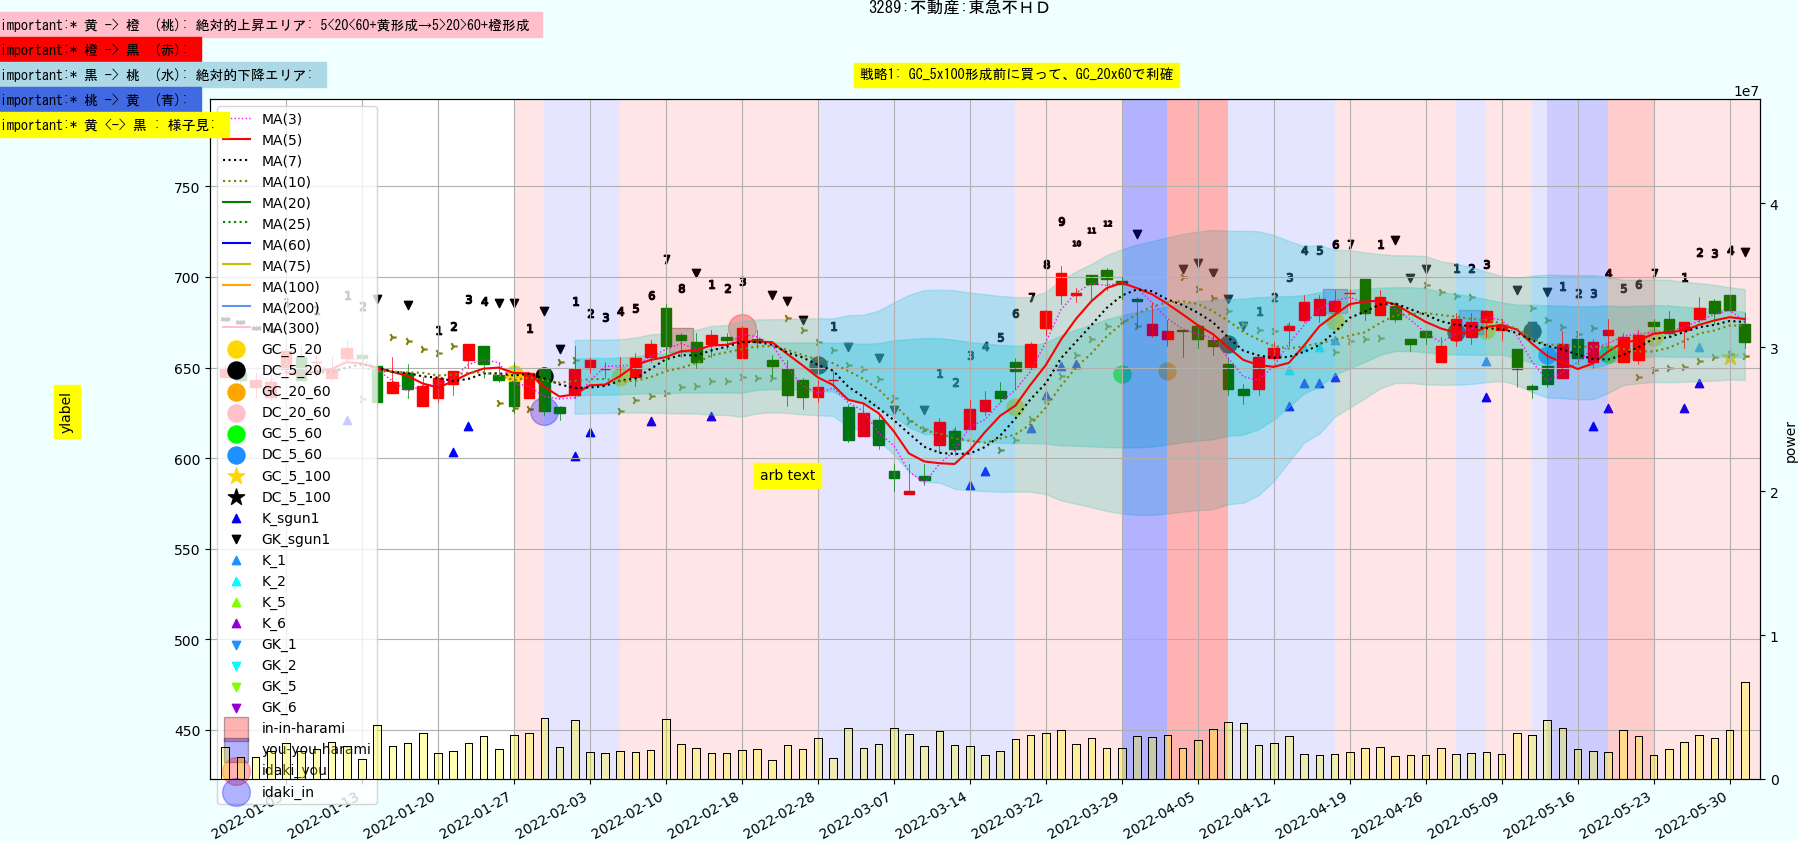 3289:不動産:東急不ＨＤ
important:* 黄 -> 橙 (桃): 絶対的上昇エリア: 5<20<60+黄形成→5>20>60+橙形成
important:* 橙 -> 黒 (赤):
important:* 黒 -> 桃 (水): 絶対的下降エリア:
important:* 桃 -> 黄 (青):
important:* 黄 <-> 黒 : 様子見:
戦略1: GC_5x100形成前に買って、GC_20x60で利確
1e7
MA(3)
MA(5)
MA(7)
MA(10)
MA(20)
MA(25)
MA(60)
MA(75)
MA(100)
MA(200)
MA(300)
GC_5_20
DC_5_20
GC_20_60
DC_20_60
GC_5_60
DC_5_60
GC_5_100
DC_5_100
K_sgun1
GK_sgun1
K_1
K_2
K_5
K_6
GK_1
GK_2
GK_5
GK_6
in-in-harami
you-you-harami
idaki_you
idaki_in
750
700
650
600
550
500
450
4
3
2
1
0
ylabel
power
arb text
2022-01-05
2022-01-13
2022-01-20
2022-01-27
2022-02-03
2022-02-10
2022-02-18
2022-02-28
2022-03-07
2022-03-14
2022-03-22
2022-03-29
2022-04-05
2022-04-12
2022-04-19
2022-04-26
2022-05-09
2022-05-16
2022-05-23
2022-05-30